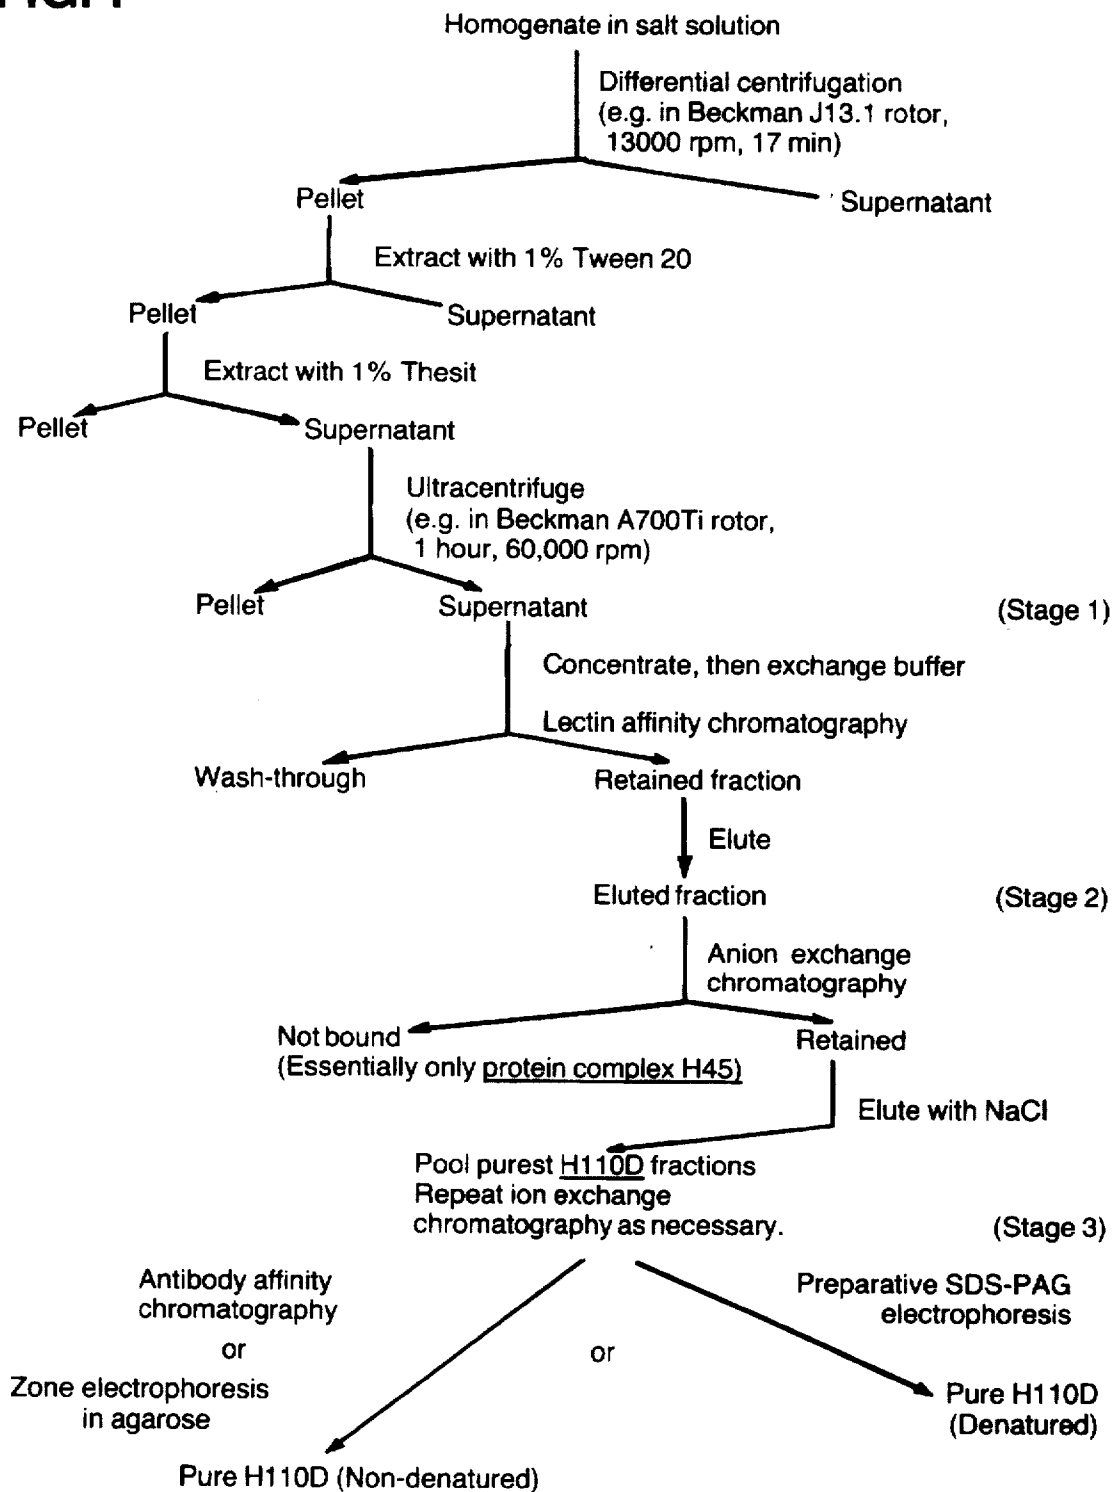 Homogenate in salt solution
Differential centrifugation
(e.g. in Beckman J13.1 rotor,
13000 rpm, 17 min)
Pellet
Supernatant
Extract with 1% Tween 20
Pellet
Supernatant
Extract with 1% Thesit
Pellet
Supernatant
Ultracentrifuge
(e.g. in Beckman A700Ti rotor,
1 hour, 60,000 rpm)
Pellet
Supernatant
(Stage 1)
Concentrate, then exchange buffer
Lectin affinity chromatography
Wash-through
Retained fraction
Elute
Eluted fraction
(Stage 2)
Anion exchange
chromatography
Not bound
(Essentially only protein complex H45)
Retained
Elute with NaCl
Pool purest H110D fractions
Repeat ion exchange
chromatography as necessary.
(Stage 3)
Antibody affinity
chromatography
or
Zone electrophoresis
in agarose
or
Preparative SDS-PAG
electrophoresis
Pure H110D
(Denatured)
Pure H110D (Non-denatured)